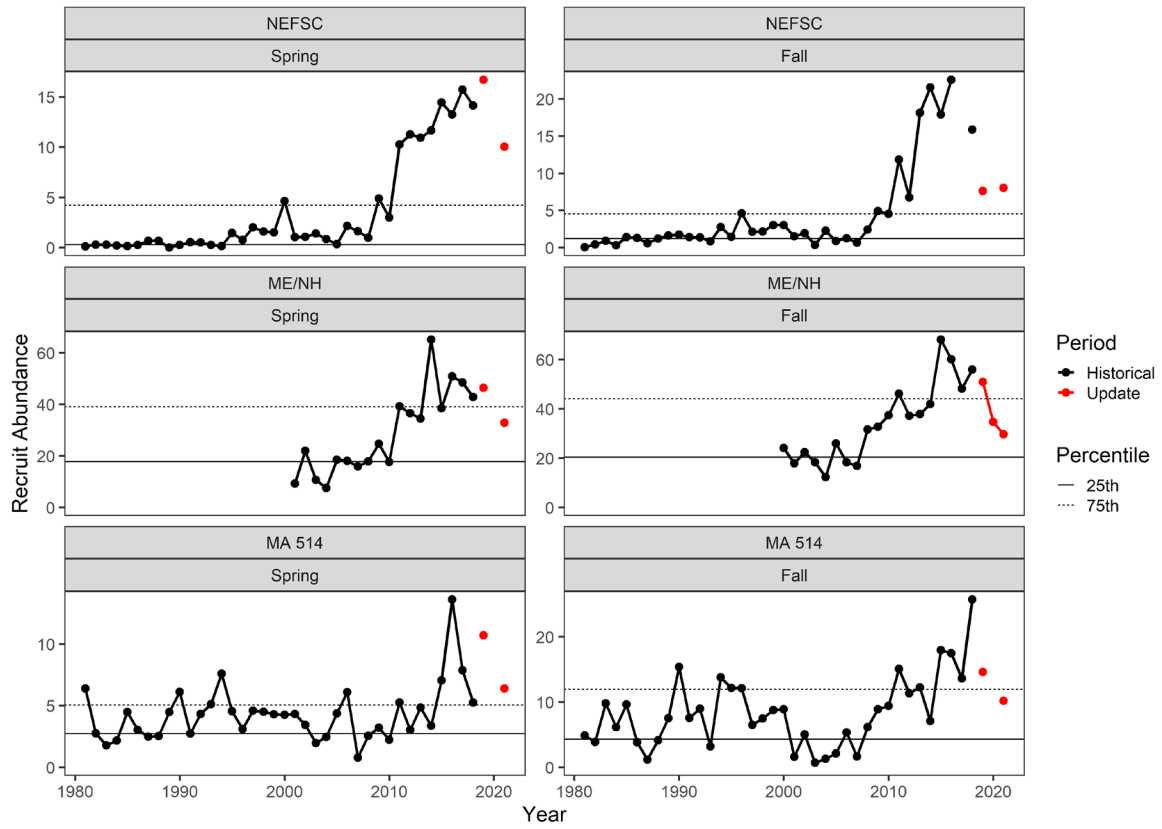 NEFSC
NEFSC
Spring
Fall
15
10
5
0
20
15
10
5
0
ME/NH
ME/NH
Spring
Fall
60
40
20
0
60
40
20
0
MA 514
MA 514
Spring
Fall
10
5
0
20
10
0
1980
1990
2000
2010
2020
1980
1990
2000
2010
2020
Year
Recruit Abundance
Period
Historical
Update
Percentile
25th
75th